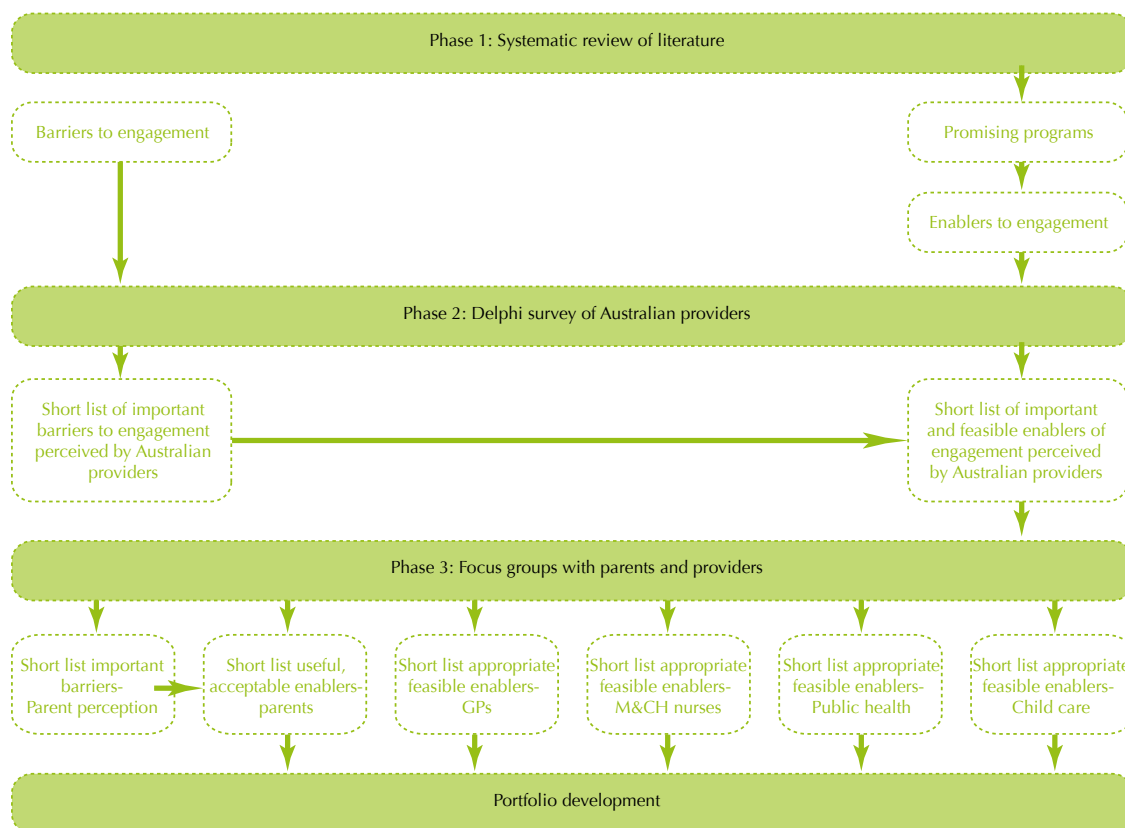 Phase 1: Systematic review of literature
Barriers to engagement
Promising programs
Enablers to engagement
Phase 2: Delphi survey of Australian providers
Short list of important
barriers to engagement
perceived by Australian
providers
Short list of important
and feasible enablers of
engagement perceived
by Australian providers
Phase 3: Focus groups with parents and providers
Short list important
barriers-
Parent perception
Short list useful,
acceptable enablers-
parents
Short list appropriate
feasible enablers-
GPs
Short list appropriate
feasible enablers-
M&CH nurses
Short list appropriate
feasible enablers-
Public health
Short list appropriate
feasible enablers-
Child care
Portfolio development